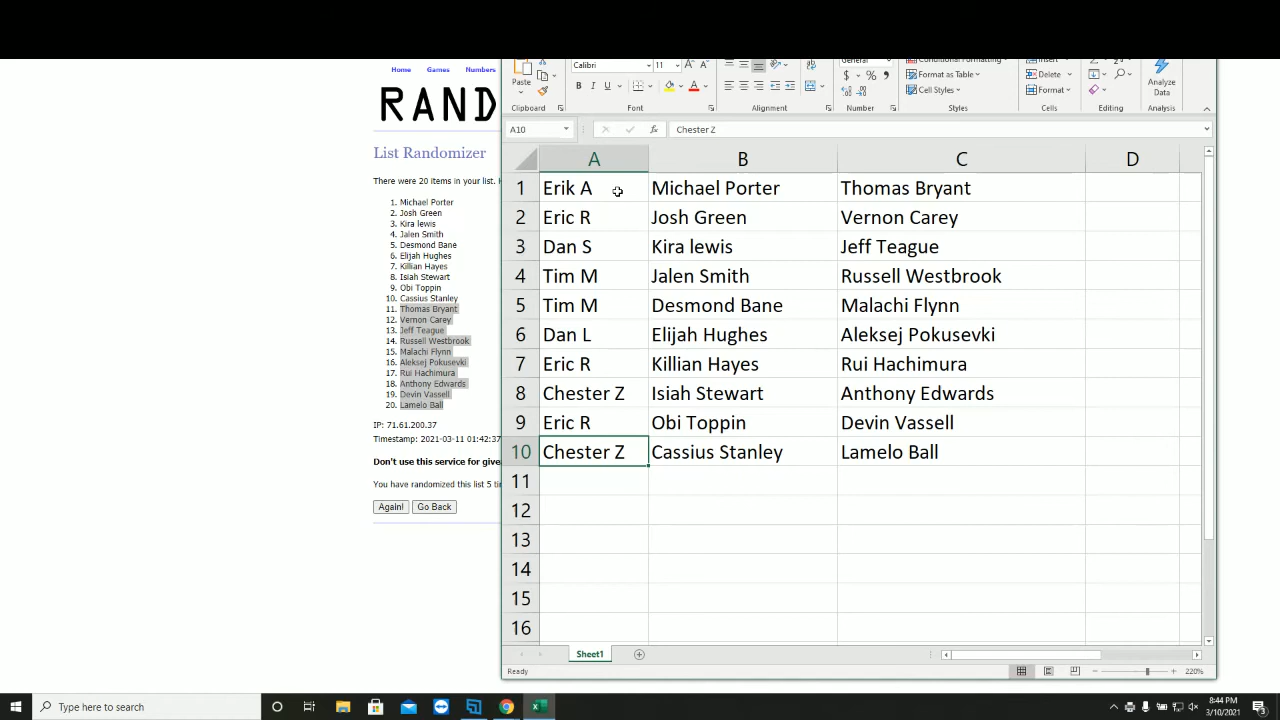 Home Games Numbers
RAND
List Randomizer
There were 20 items in your list.
1. Michael Porter
2. Josh Green
3. Kira lewis
4. Jalen Smith
5. Desmond Bane
6. Elijah Hughes
7. Killian Hayes
8. Isiah Stewart
9. Obi Toppin
10. Cassius Stanley
11. Thomas Bryant
12. Vernon Carey
13. Jeff Teague
14. Russell Westbrook
15. Malachi Flynn
16. Aleksej Pokusevki
17. Rui Hachimura
18. Anthony Edwards
19. Devin Vassell
20. Lamelo Ball
IP: 71.61.200.37
Timestamp: 2021-03-11 01:42:37
Don't use this service for give
You have randomized this list 5 ti
Again! Go Back
Paste
Calibri 11
Format as Table
Cell Styles
Delete
Format
Analyze
Data
Clipboard Font Alignment Number Styles Cells Editing Analysis
A10 fx Chester Z
A B C D
1 Erik A Michael Porter Thomas Bryant
2 Eric R Josh Green Vernon Carey
3 Dan S Kira lewis Jeff Teague
4 Tim M Jalen Smith Russell Westbrook
5 Tim M Desmond Bane Malachi Flynn
6 Dan L Elijah Hughes Aleksej Pokusevki
7 Eric R Killian Hayes Rui Hachimura
8 Chester Z Isiah Stewart Anthony Edwards
9 Eric R Obi Toppin Devin Vassell
10 Chester Z Cassius Stanley Lamelo Ball
11
12
13
14
15
16
Sheet1
Ready 220%
Type here to search
8:44 PM
3/10/2021